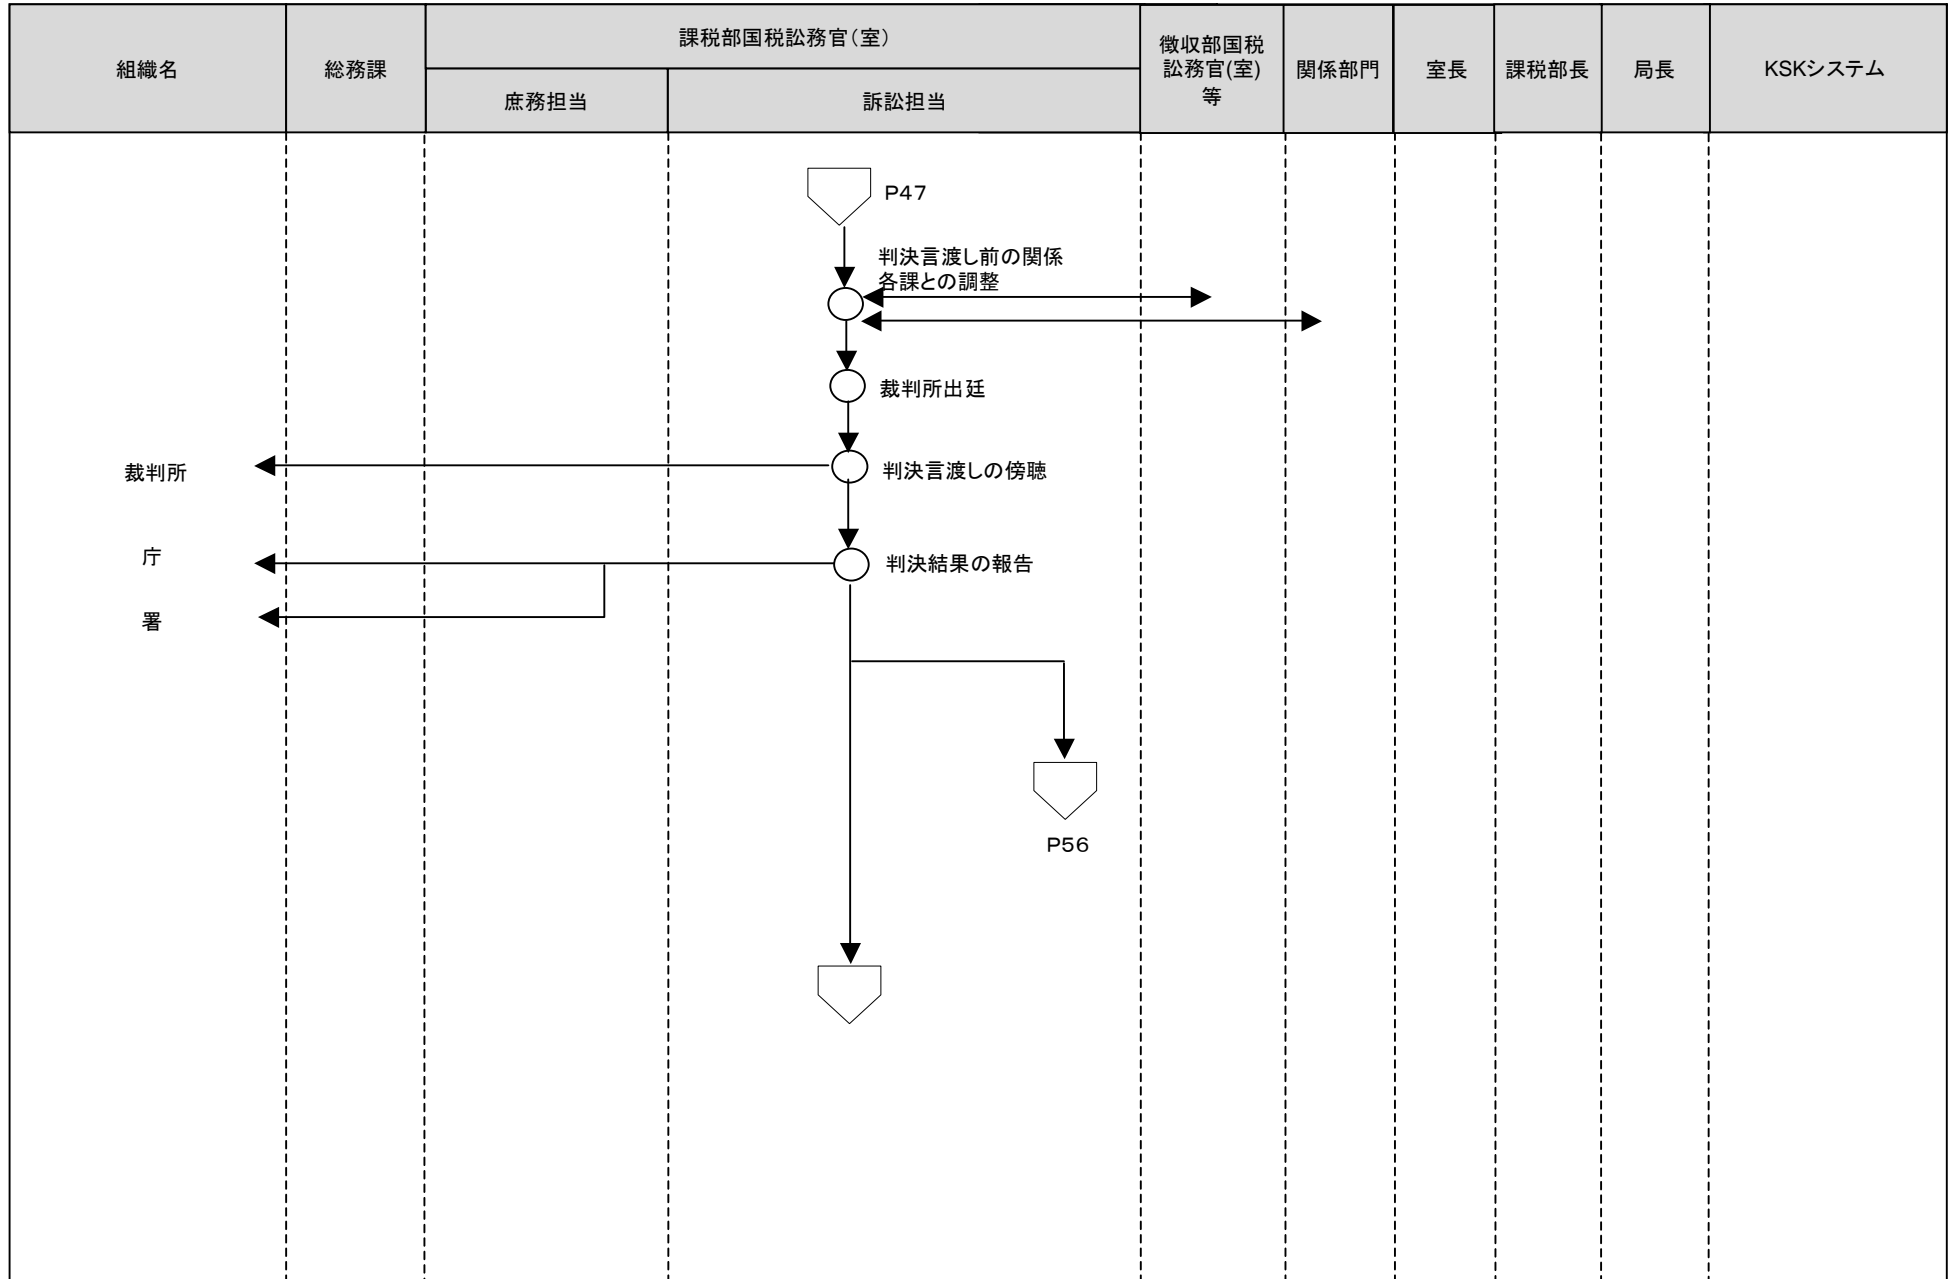 組織名
総務課
課税部国税訟務官（室）
庶務担当
訴訟担当
徴収部国税
訟務官(室)
等
関係部門
室長
課税部長
局長
KSKシステム
P47
判決言渡し前の関係
各課との調整
裁判所出廷
裁判所
判決言渡しの傍聴
庁
判決結果の報告
署
P56